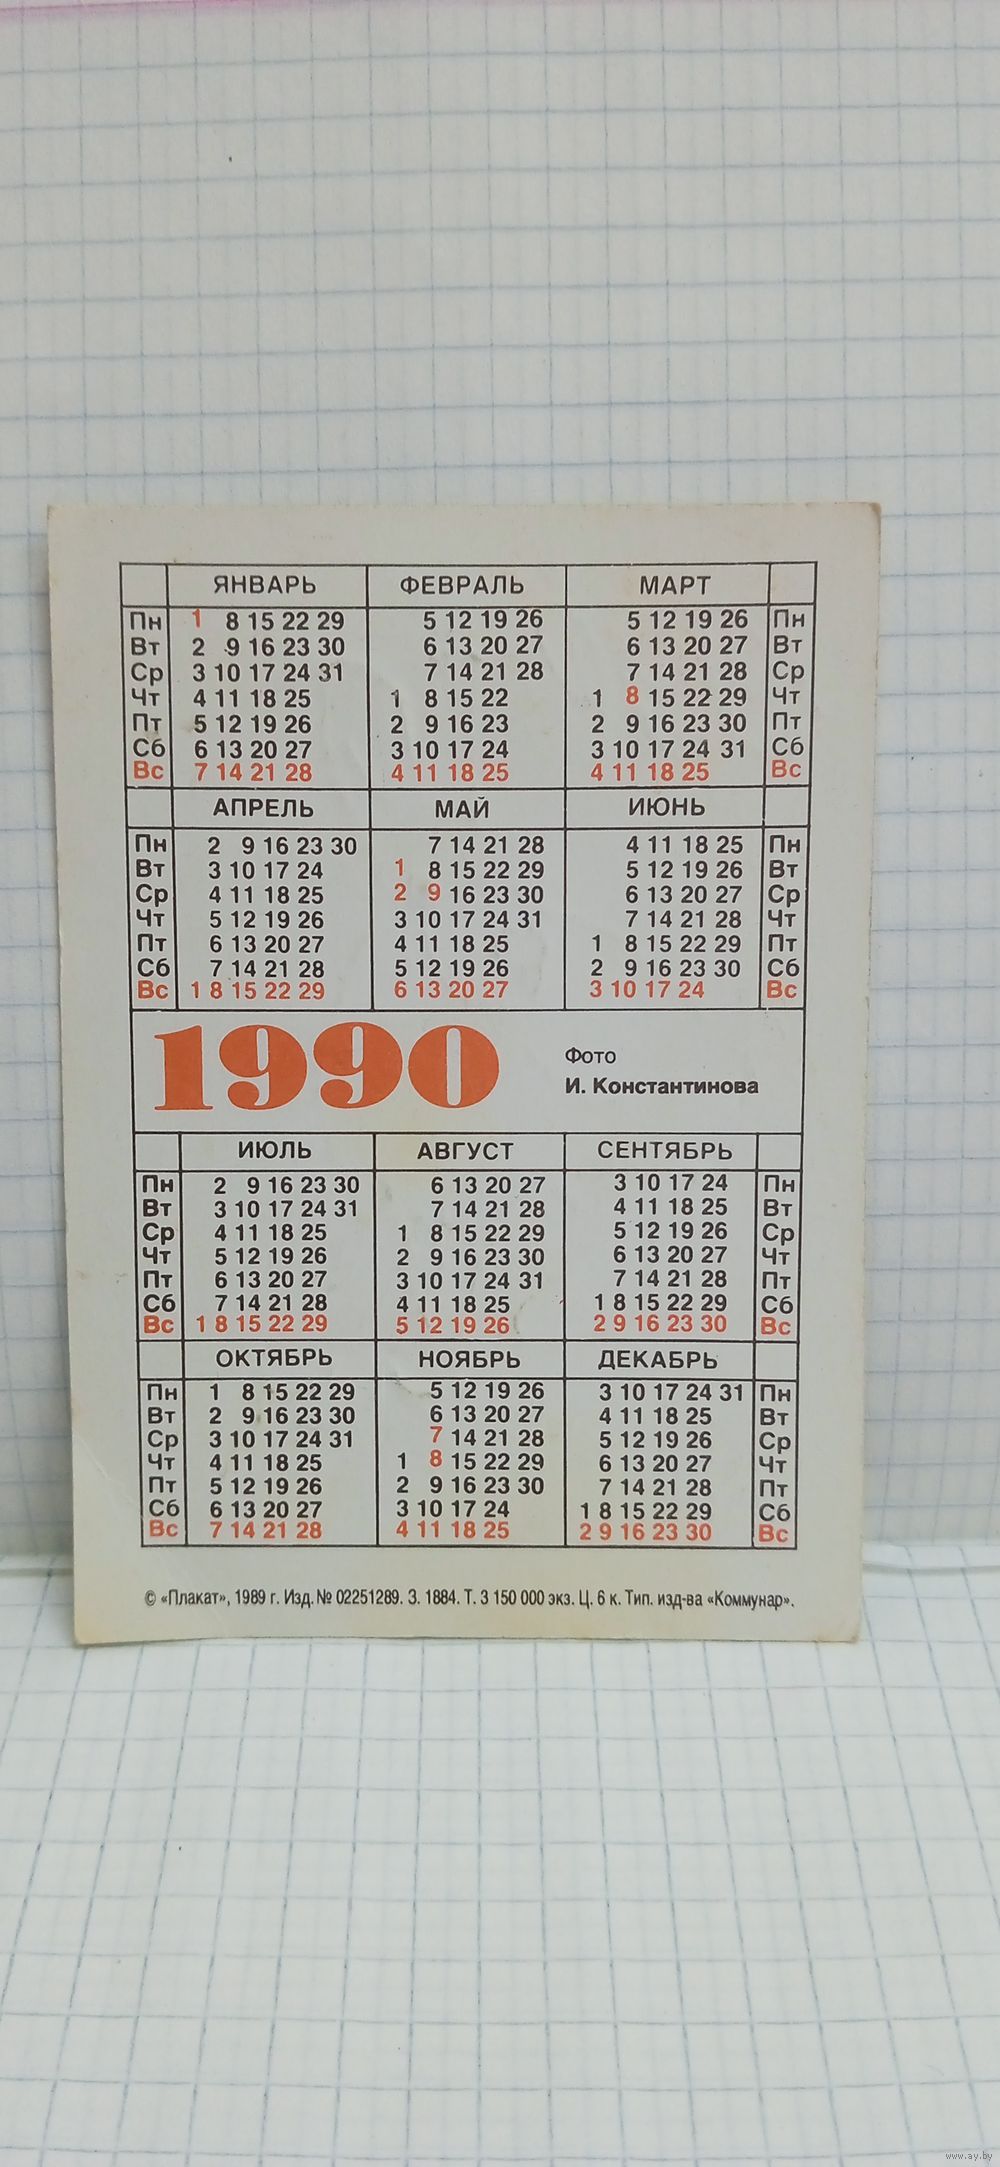 ЯНВАРЬ ФЕВРАЛЬ МАРТ
Пн 1 8 15 22 29 5 12 19 26 5 12 19 26 Пн
Вт 2 9 16 23 30 6 13 20 27 6 13 20 27 Вт
Ср 3 10 17 24 31 7 14 21 28 7 14 21 28 Ср
Чт 4 11 18 25 1 8 15 22 1 8 15 22 29 Чт
Пт 5 12 19 26 2 9 16 23 2 9 16 23 30 Пт
Сб 6 13 20 27 3 10 17 24 3 10 17 24 31 Сб
Вс 7 14 21 28 4 11 18 25 4 11 18 25 Вс
АПРЕЛЬ МАЙ ИЮНЬ
Пн 2 9 16 23 30 7 14 21 28 4 11 18 25 Пн
Вт 3 10 17 24 1 8 15 22 29 5 12 19 26 Вт
Ср 4 11 18 25 2 9 16 23 30 6 13 20 27 Ср
Чт 5 12 19 26 3 10 17 24 31 7 14 21 28 Чт
Пт 6 13 20 27 4 11 18 25 1 8 15 22 29 Пт
Сб 7 14 21 28 5 12 19 26 2 9 16 23 30 Сб
Вс 1 8 15 22 29 6 13 20 27 3 10 17 24 Вс
1990
Фото
И. Константинова
ИЮЛЬ АВГУСТ СЕНТЯБРЬ
Пн 2 9 16 23 30 6 13 20 27 3 10 17 24 Пн
Вт 3 10 17 24 31 7 14 21 28 4 11 18 25 Вт
Ср 4 11 18 25 1 8 15 22 29 5 12 19 26 Ср
Чт 5 12 19 26 2 9 16 23 30 6 13 20 27 Чт
Пт 6 13 20 27 3 10 17 24 31 7 14 21 28 Пт
Сб 7 14 21 28 4 11 18 25 1 8 15 22 29 Сб
Вс 1 8 15 22 29 5 12 19 26 2 9 16 23 30 Вс
ОКТЯБРЬ НОЯБРЬ ДЕКАБРЬ
Пн 1 8 15 22 29 5 12 19 26 3 10 17 24 31 Пн
Вт 2 9 16 23 30 6 13 20 27 4 11 18 25 Вт
Ср 3 10 17 24 31 7 14 21 28 5 12 19 26 Ср
Чт 4 11 18 25 1 8 15 22 29 6 13 20 27 Чт
Пт 5 12 19 26 2 9 16 23 30 7 14 21 28 Пт
Сб 6 13 20 27 3 10 17 24 1 8 15 22 29 Сб
Вс 7 14 21 28 4 11 18 25 2 9 16 23 30 Вс
© «Плакат», 1989 г. Изд. № 02251289. З. 1884. Т. 3 150 000 экз. Ц. 6 к. Тип. изд-ва «Коммунар».
www.ay.by